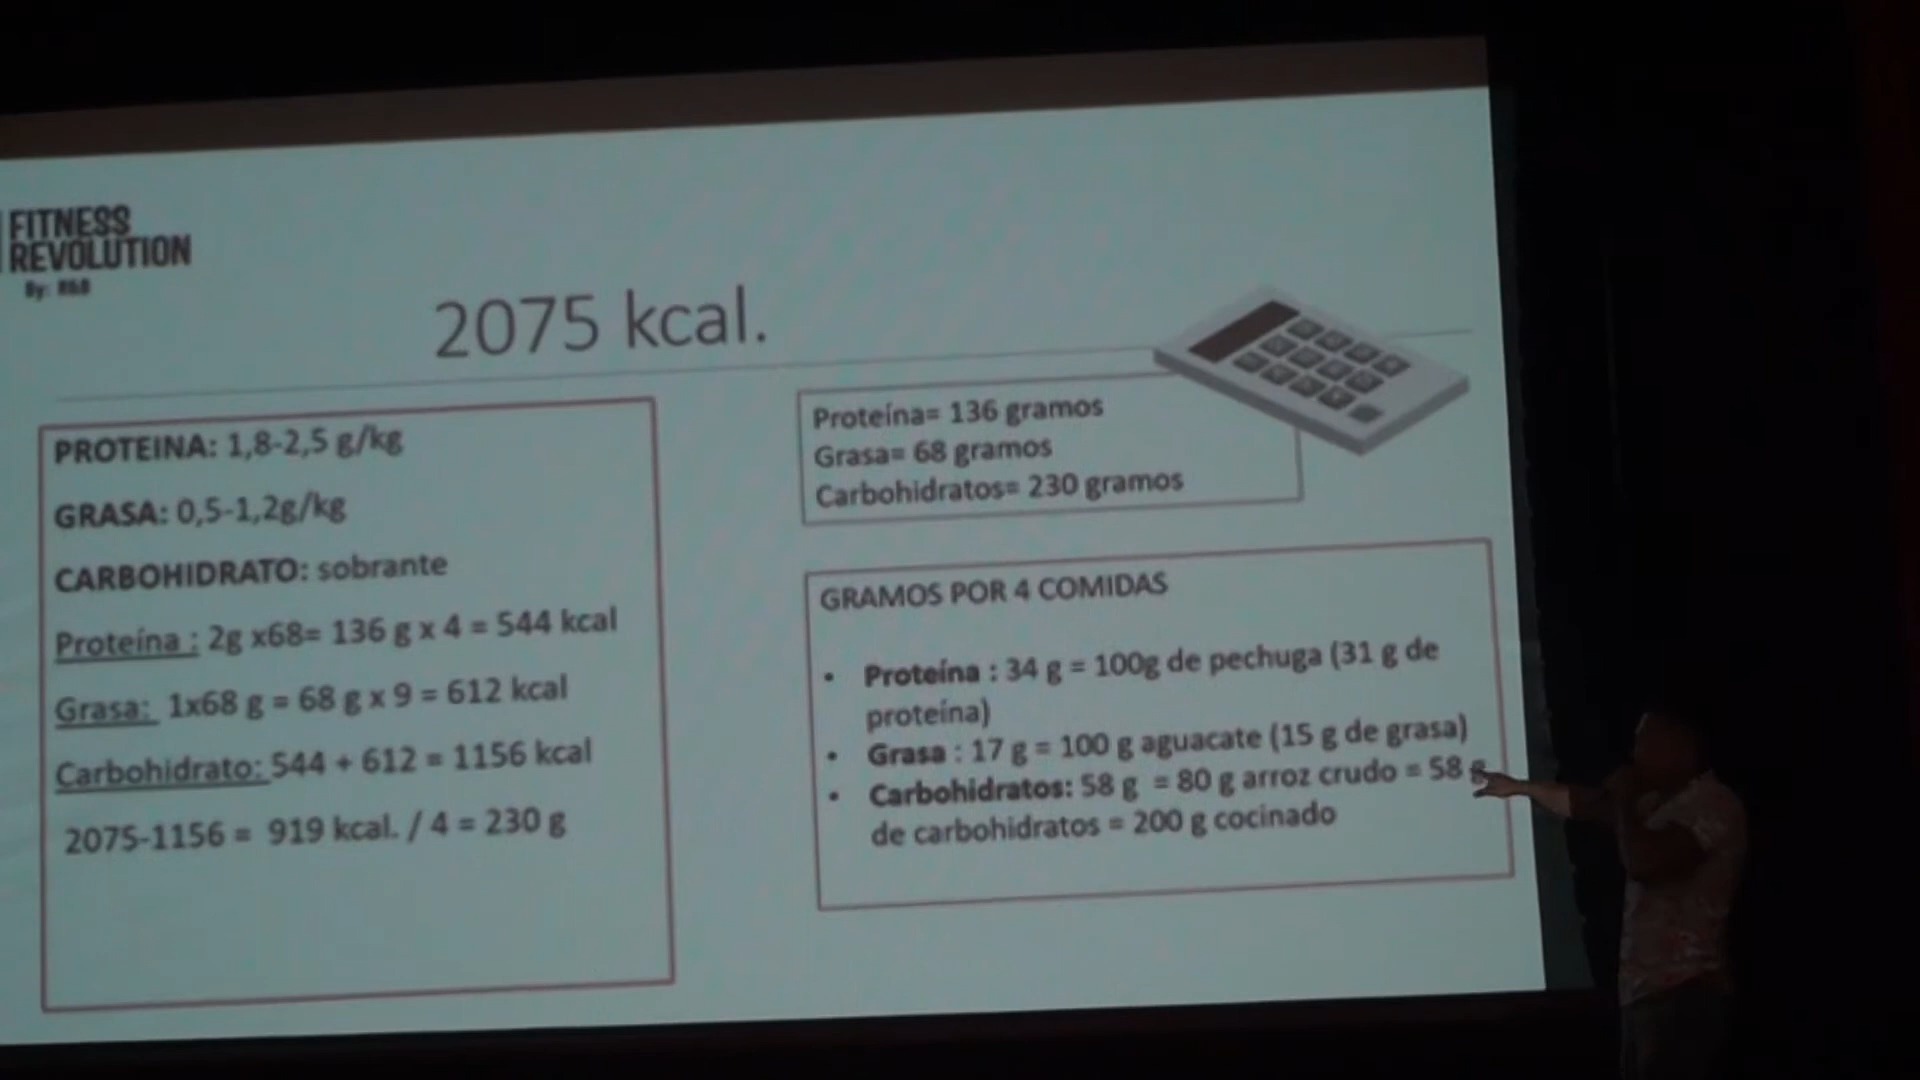 FITNESS
REVOLUTION
2075 kcal.
PROTEINA: 1,8-2,5 g/kg
GRASA: 0,5-1,2g/kg
CARBOHIDRATO: sobrante
Proteína : 2g x68= 136 g x 4 = 544 kcal
Grasa: 1x68 g = 68 g x 9 = 612 kcal
Carbohidrato: 544 + 612 = 1156 kcal
2075-1156 = 919 kcal. / 4 = 230 g
Proteína= 136 gramos
Grasa= 68 gramos
Carbohidratos= 230 gramos
GRAMOS POR 4 COMIDAS
• Proteína : 34 g = 100g de pechuga (31 g de
proteína)
• Grasa : 17 g = 100 g aguacate (15 g de grasa)
• Carbohidratos: 58 g = 80 g arroz crudo = 58 g
de carbohidratos = 200 g cocinado